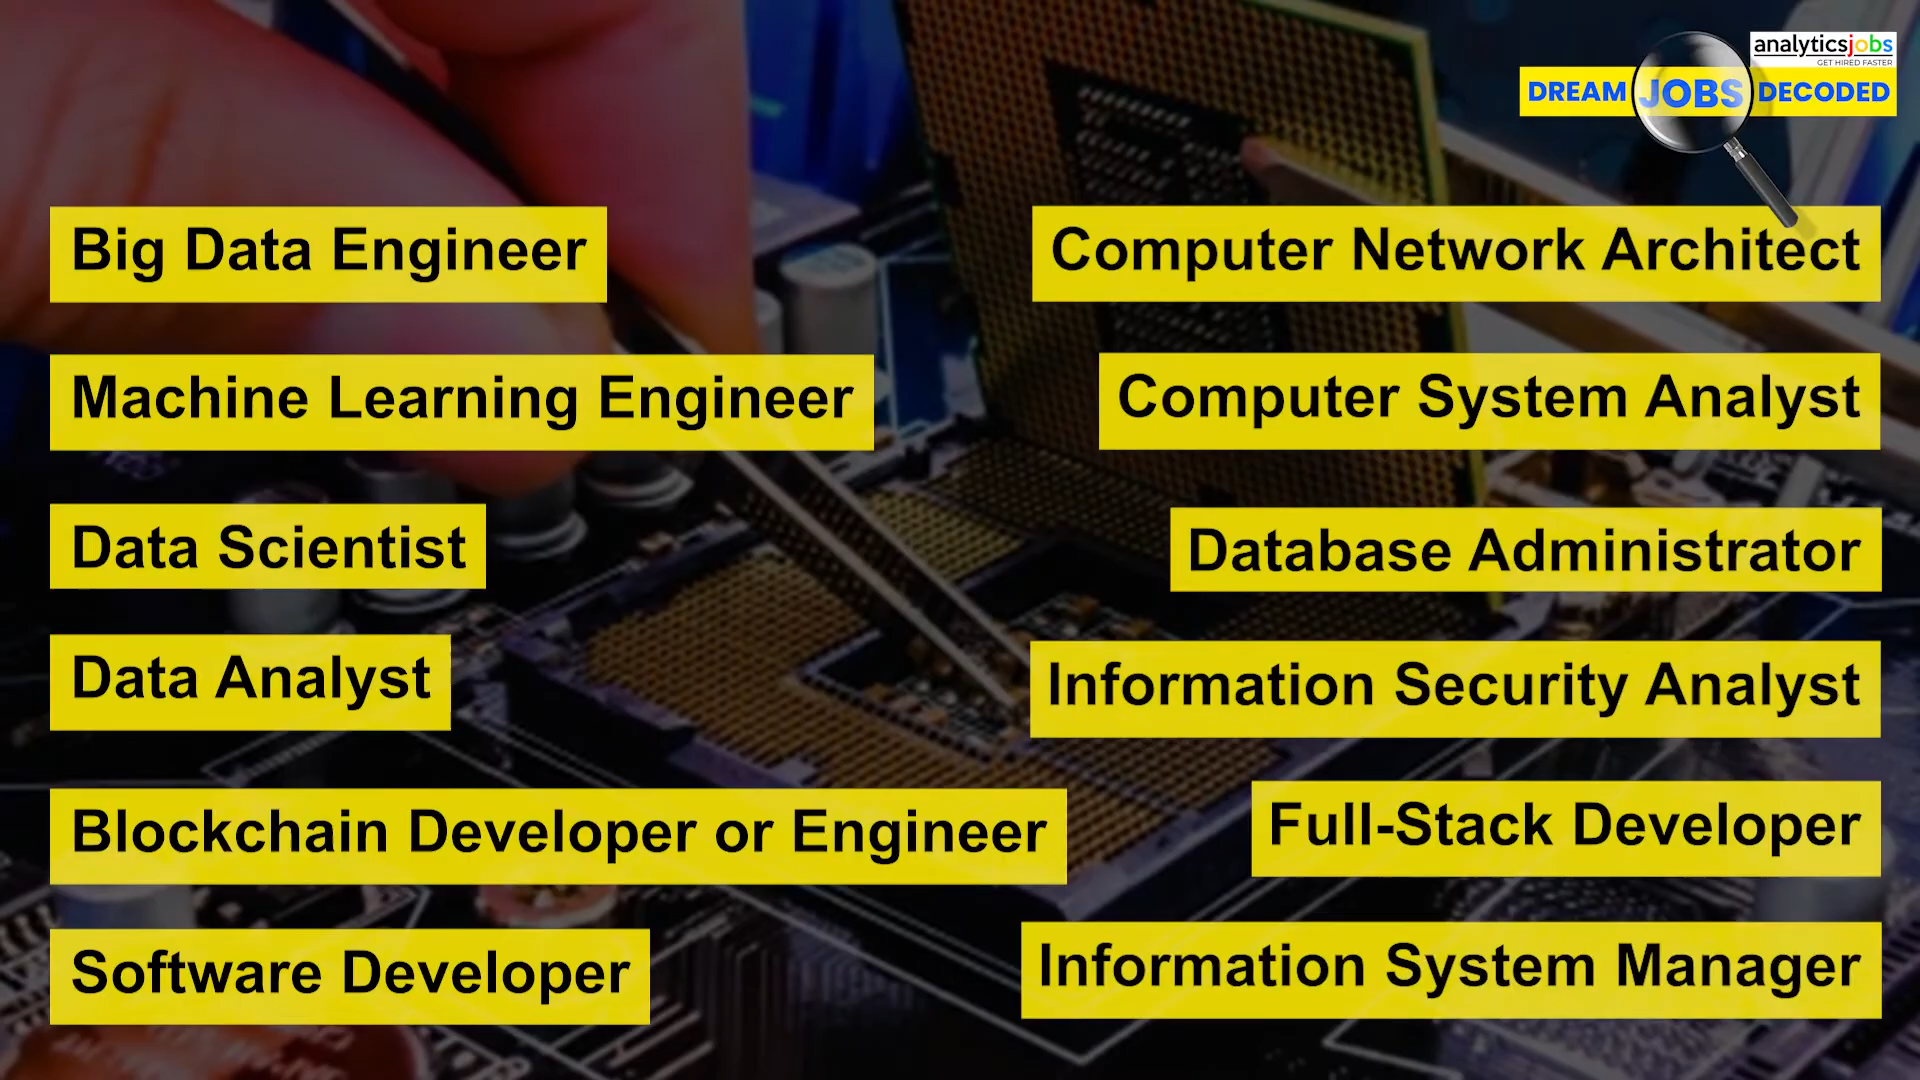 analyticsjobs
GET HIRED FASTER
DREAM JOBS DECODED
Big Data Engineer
Machine Learning Engineer
Data Scientist
Data Analyst
Blockchain Developer or Engineer
Software Developer
Computer Network Architect
Computer System Analyst
Database Administrator
Information Security Analyst
Full-Stack Developer
Information System Manager